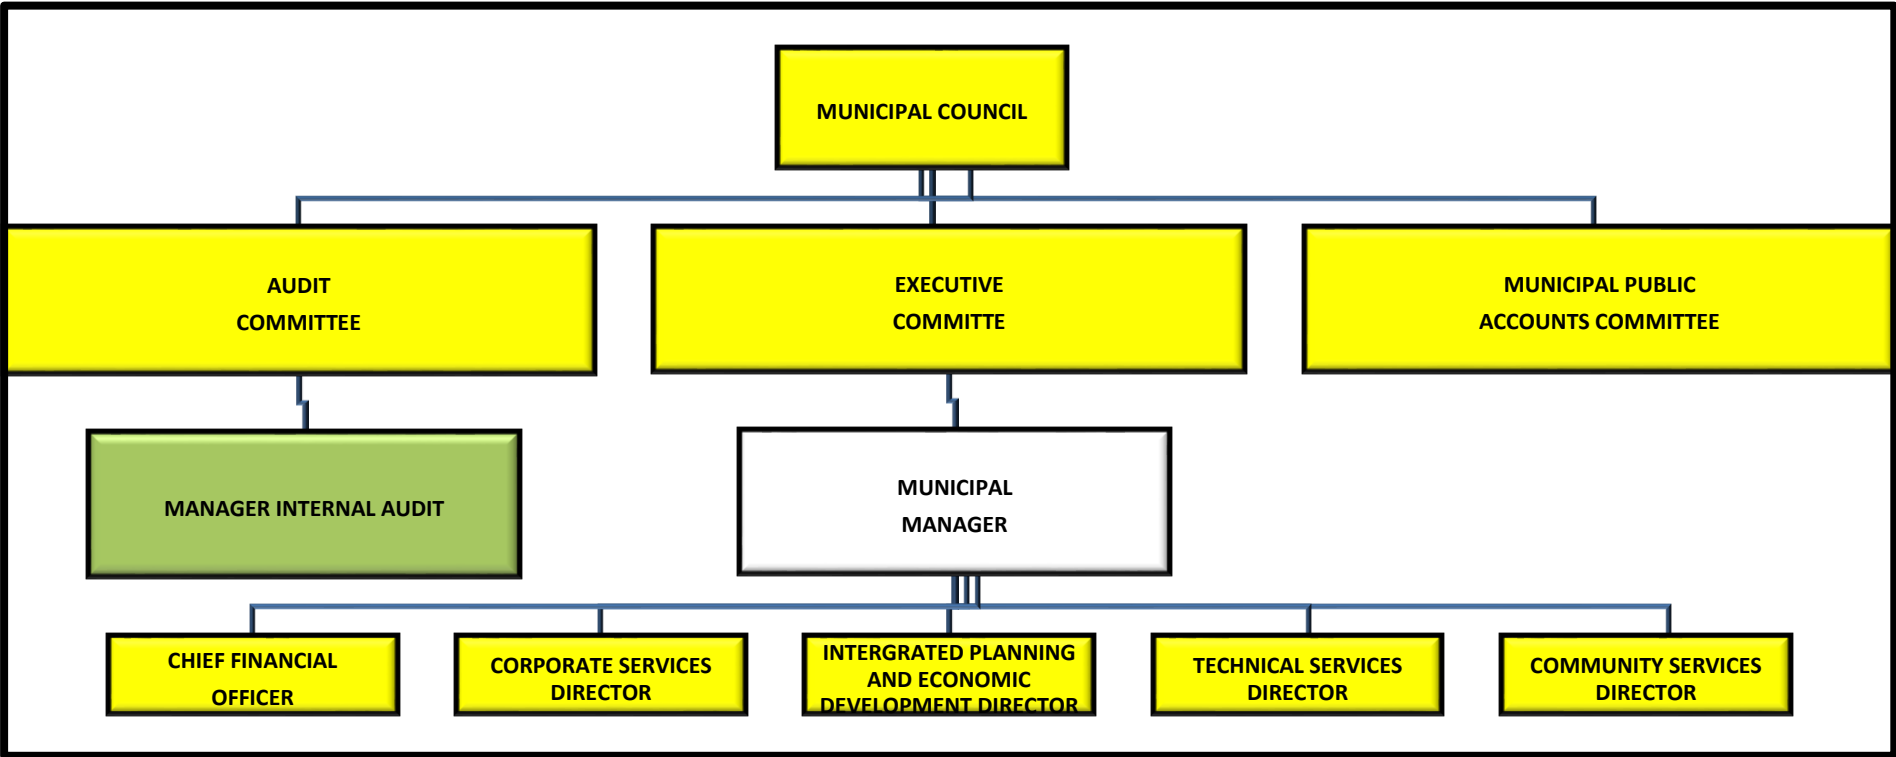 MUNICIPAL COUNCIL
AUDIT
COMMITTEE
EXECUTIVE
COMMITTE
MUNICIPAL PUBLIC
ACCOUNTS COMMITTEE
MANAGER INTERNAL AUDIT
MUNICIPAL
MANAGER
CHIEF FINANCIAL
OFFICER
CORPORATE SERVICES
DIRECTOR
INTERGRATED PLANNING
AND ECONOMIC
DEVELOPMENT DIRECTOR
TECHNICAL SERVICES
DIRECTOR
COMMUNITY SERVICES
DIRECTOR